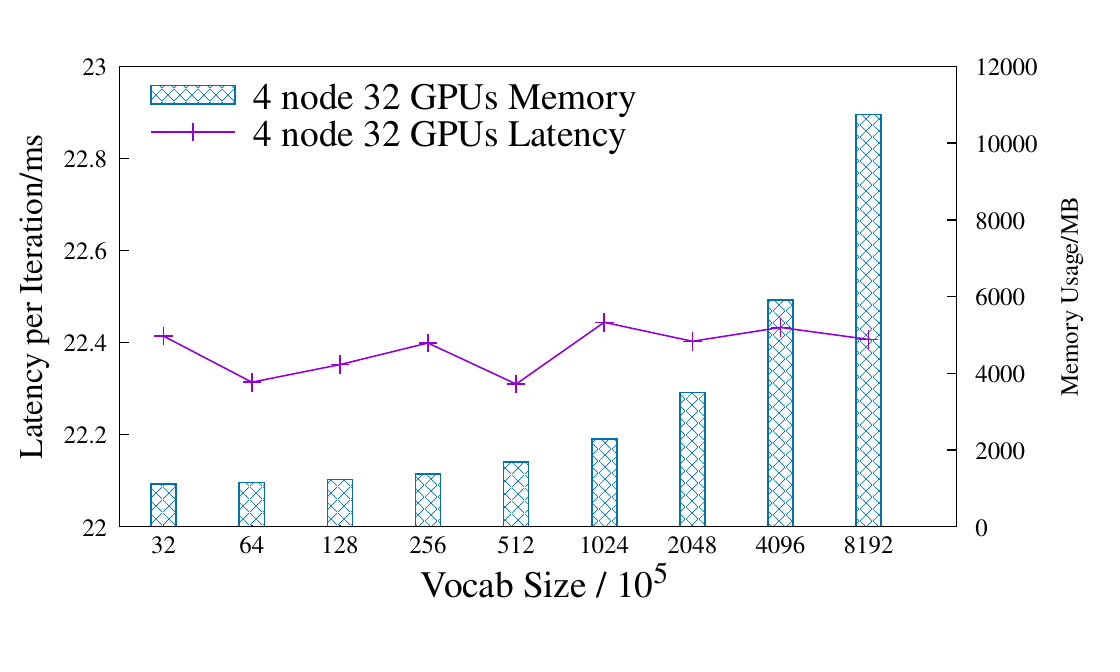 4 node 32 GPUs Memory
4 node 32 GPUs Latency
Latency per Iteration/ms
23
22.8
22.6
22.4
22.2
22
12000
10000
8000
6000
4000
2000
0
Memory Usage/MB
32 64 128 256 512 1024 2048 4096 8192
Vocab Size / 10⁵